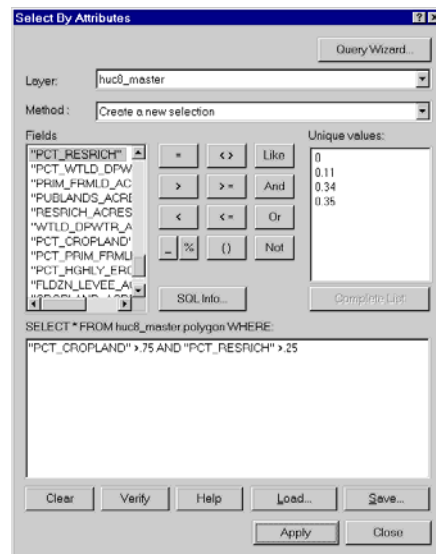 Select By Attributes
Query Wizard...
Layer: huc8_master
Method : Create a new selection
Fields
Unique values:
"PCT_RESRICH"
"PCT_WTLD_DPW
"PRIM_FRMLD_AC
"PUBLANDS_ACRE
"RESRICH_ACRES
"WTLD_DPWTR_A
"PCT_CROPLAND"
"PCT_PRIM_FRML
"PCT_HGHLY_ERO
"FLDZN_LEVEE_A
= <> Like
> >= And
< <= Or
_ % () Not
0
0.11
0.34
0.35
SQL Info...
Complete List
SELECT * FROM huc8_master polygon WHERE:
"PCT_CROPLAND" >.75 AND "PCT_RESRICH" >.25
Clear Verify Help Load... Save...
Apply Close